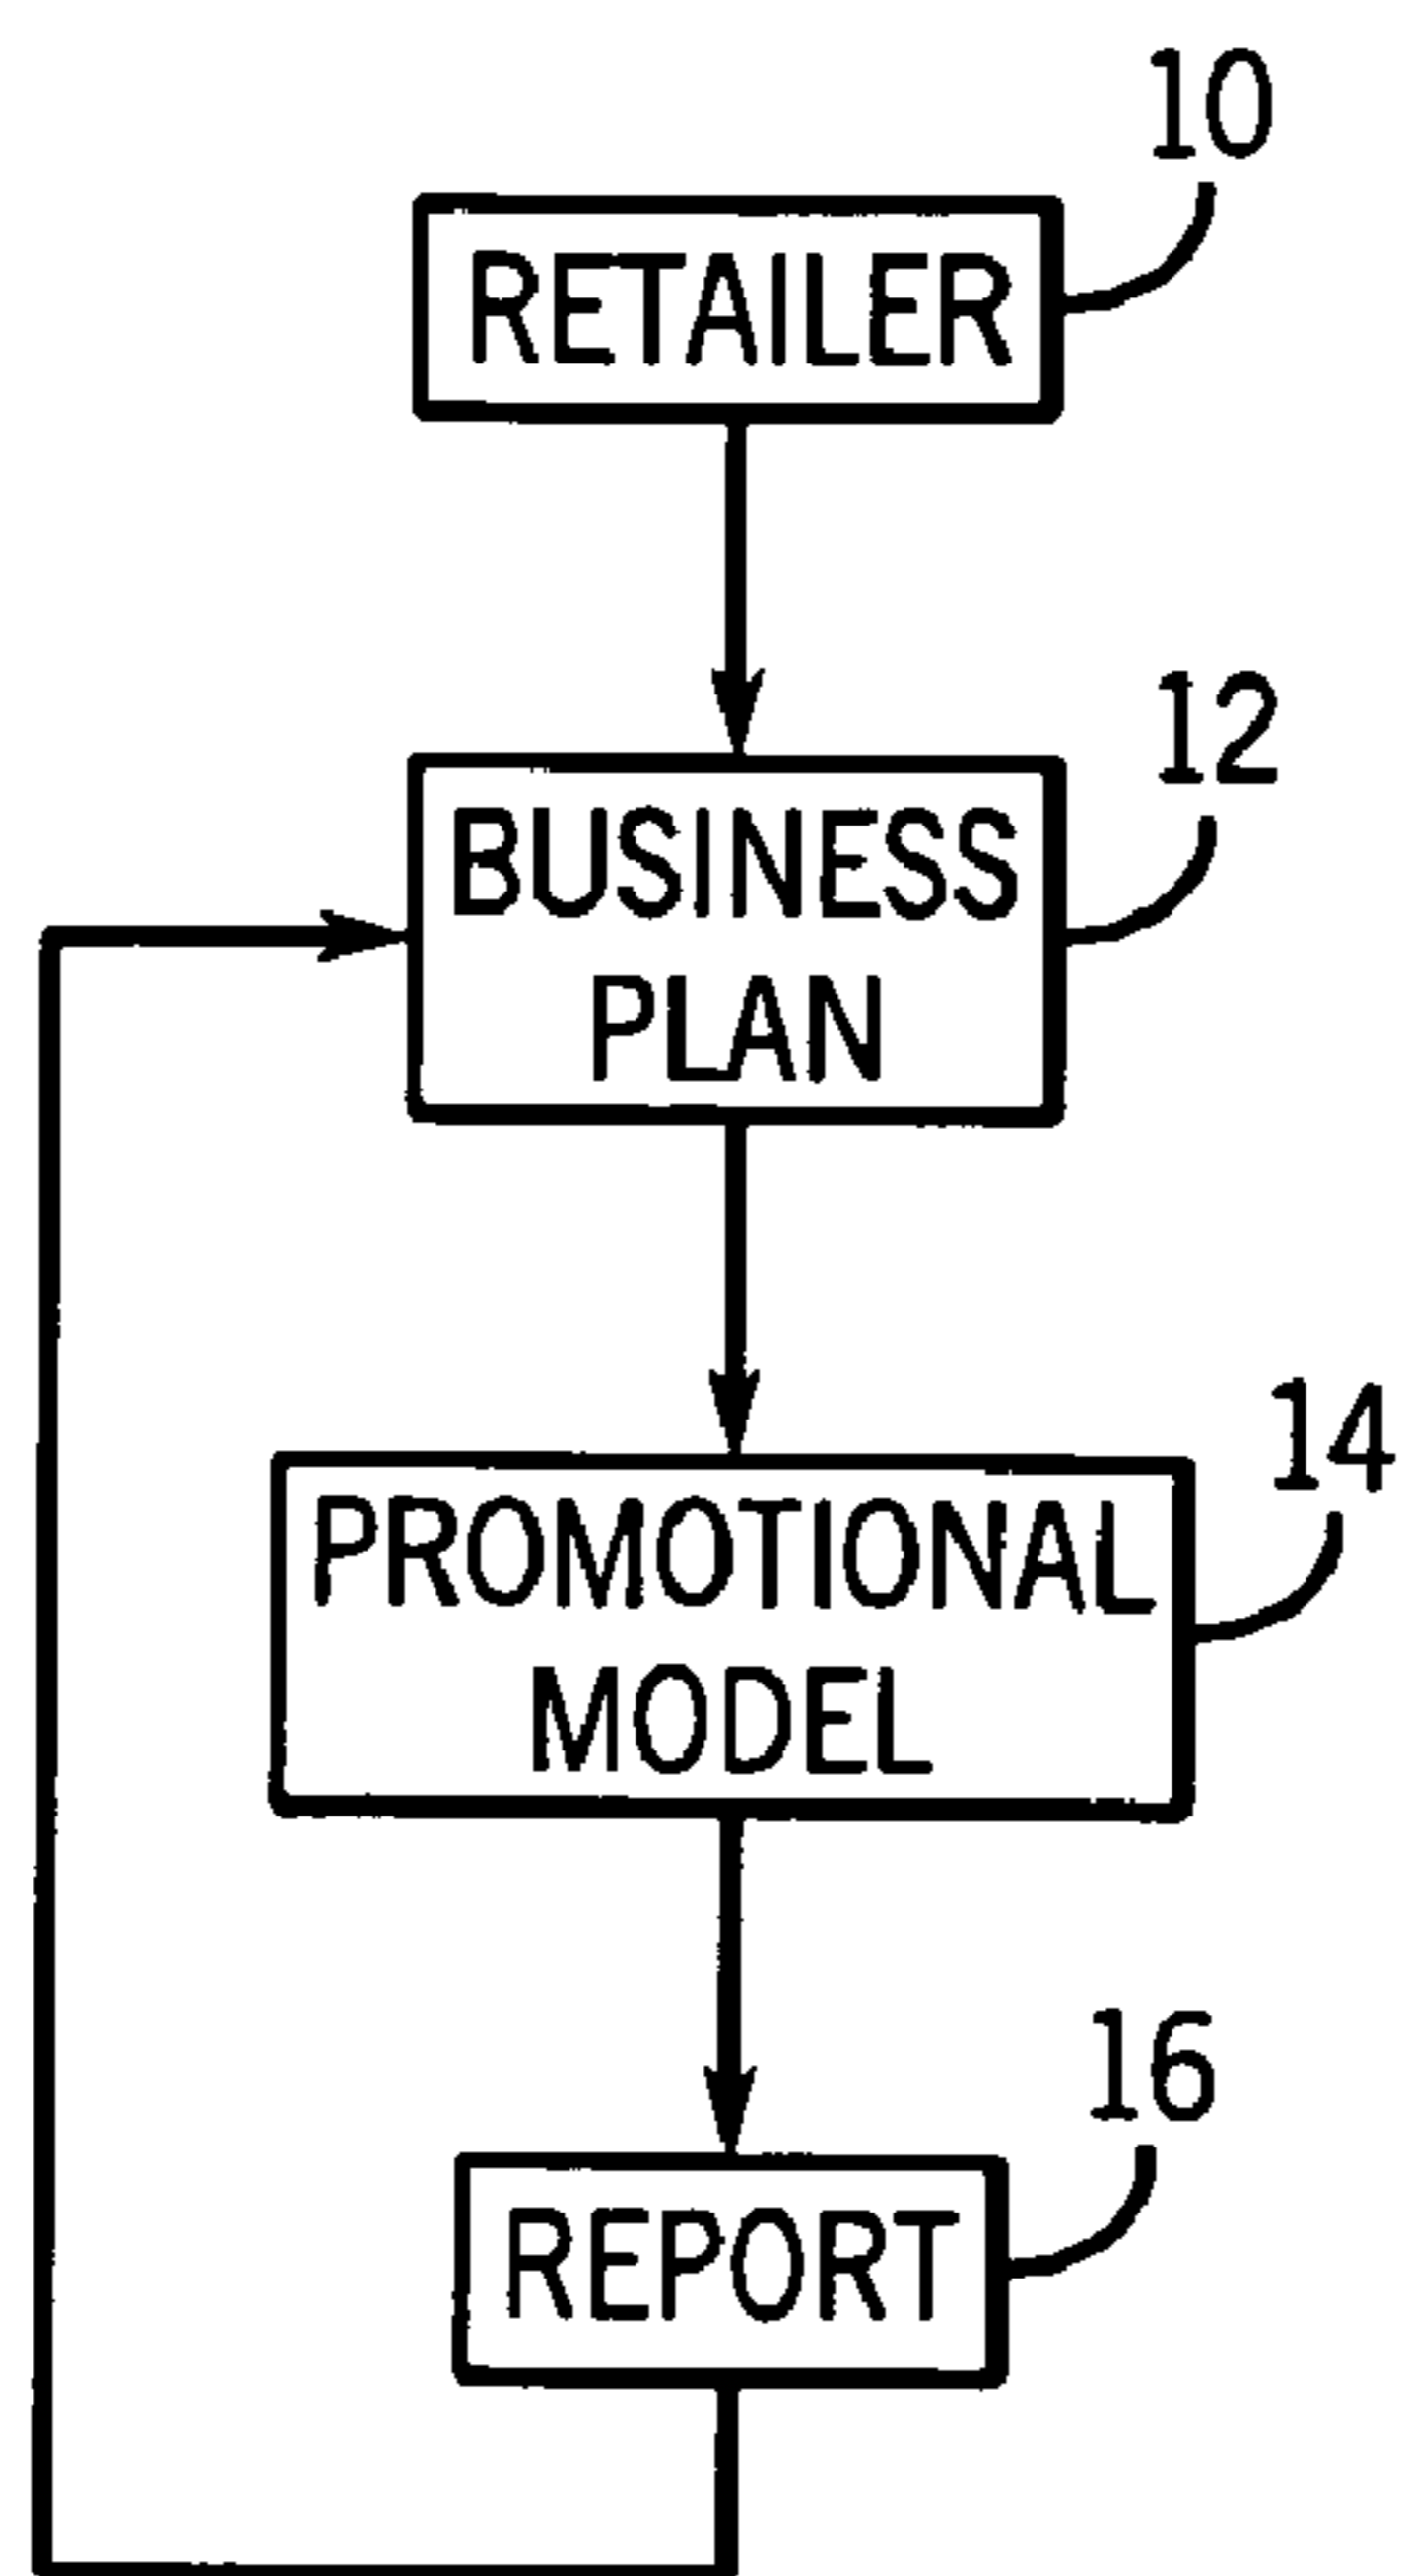 10
RETAILER
12
BUSINESS
PLAN
14
PROMOTIONAL
MODEL
16
REPORT